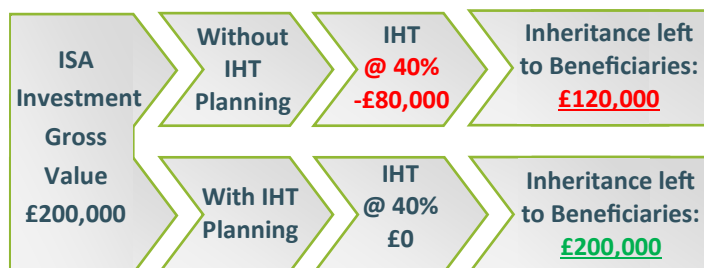 ISA
Investment
Gross
Value
£200,000
Without
IHT
Planning
IHT
@ 40%
-£80,000
Inheritance left
to Beneficiaries:
£120,000
With IHT
Planning
IHT
@ 40%
£0
Inheritance left
to Beneficiaries:
£200,000